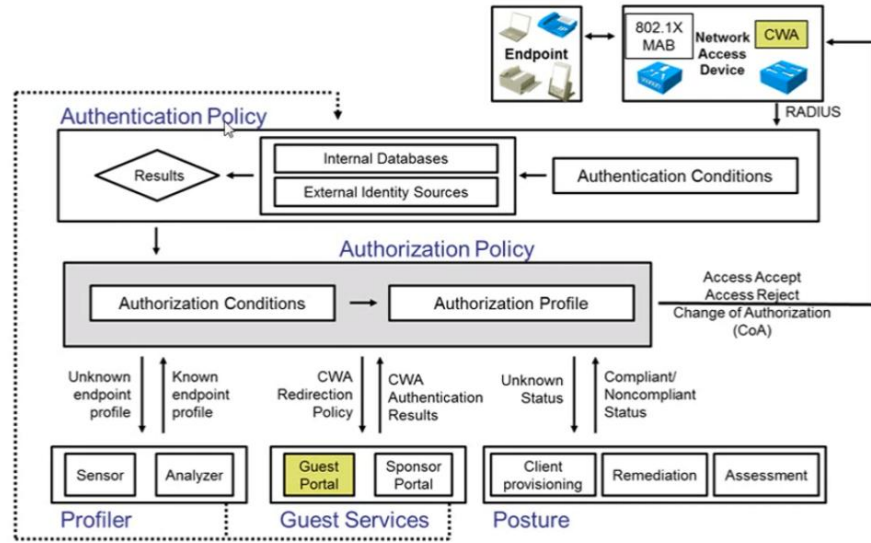 Endpoint
802.1X
MAB
Network
Access
Device
CWA
RADIUS
Authentication Policy
Results
Internal Databases
External Identity Sources
Authentication Conditions
Authorization Policy
Authorization Conditions
Authorization Profile
Access Accept
Access Reject
Change of Authorization
(CoA)
Unknown
endpoint
profile
Known
endpoint
profile
CWA
Redirection
Policy
CWA
Authentication
Results
Unknown
Status
Compliant/
Noncompliant
Status
Sensor
Analyzer
Guest
Portal
Sponsor
Portal
Client
provisioning
Remediation
Assessment
Profiler
Guest Services
Posture